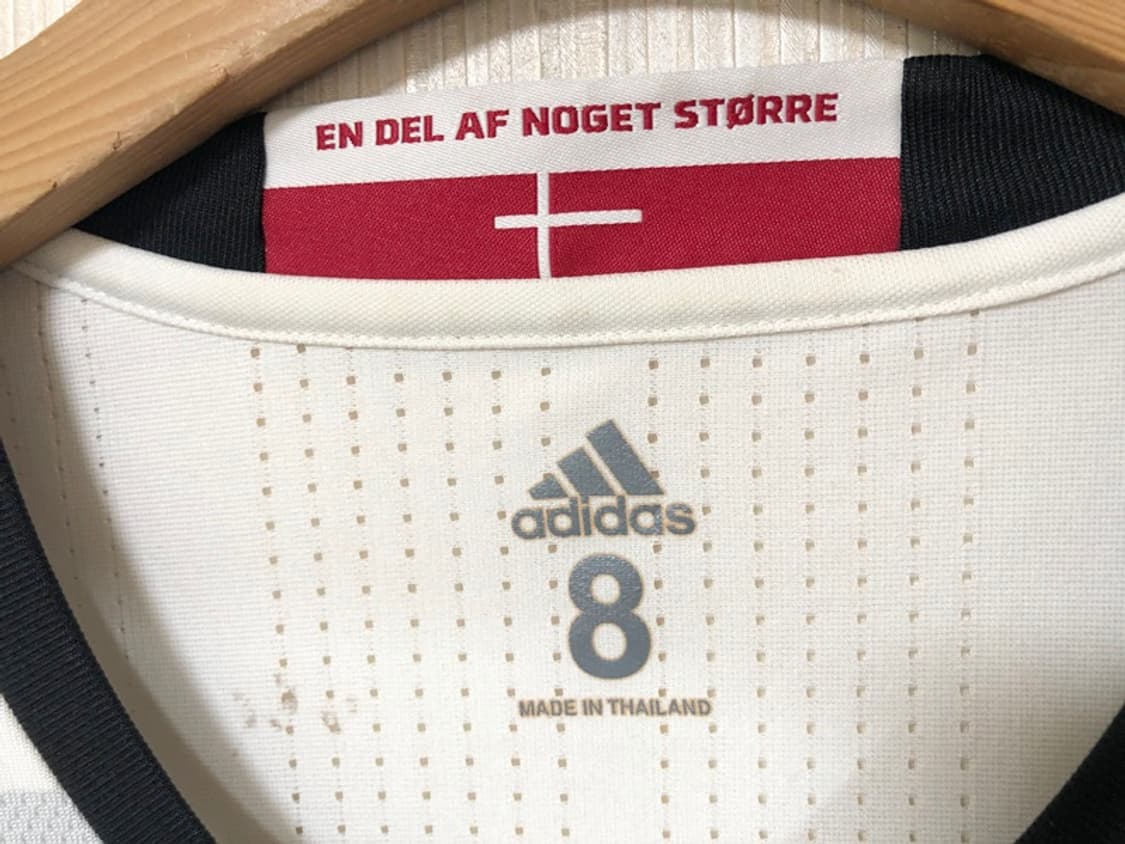 EN DEL AF NOGET STØRRE
adidas
8
MADE IN THAILAND